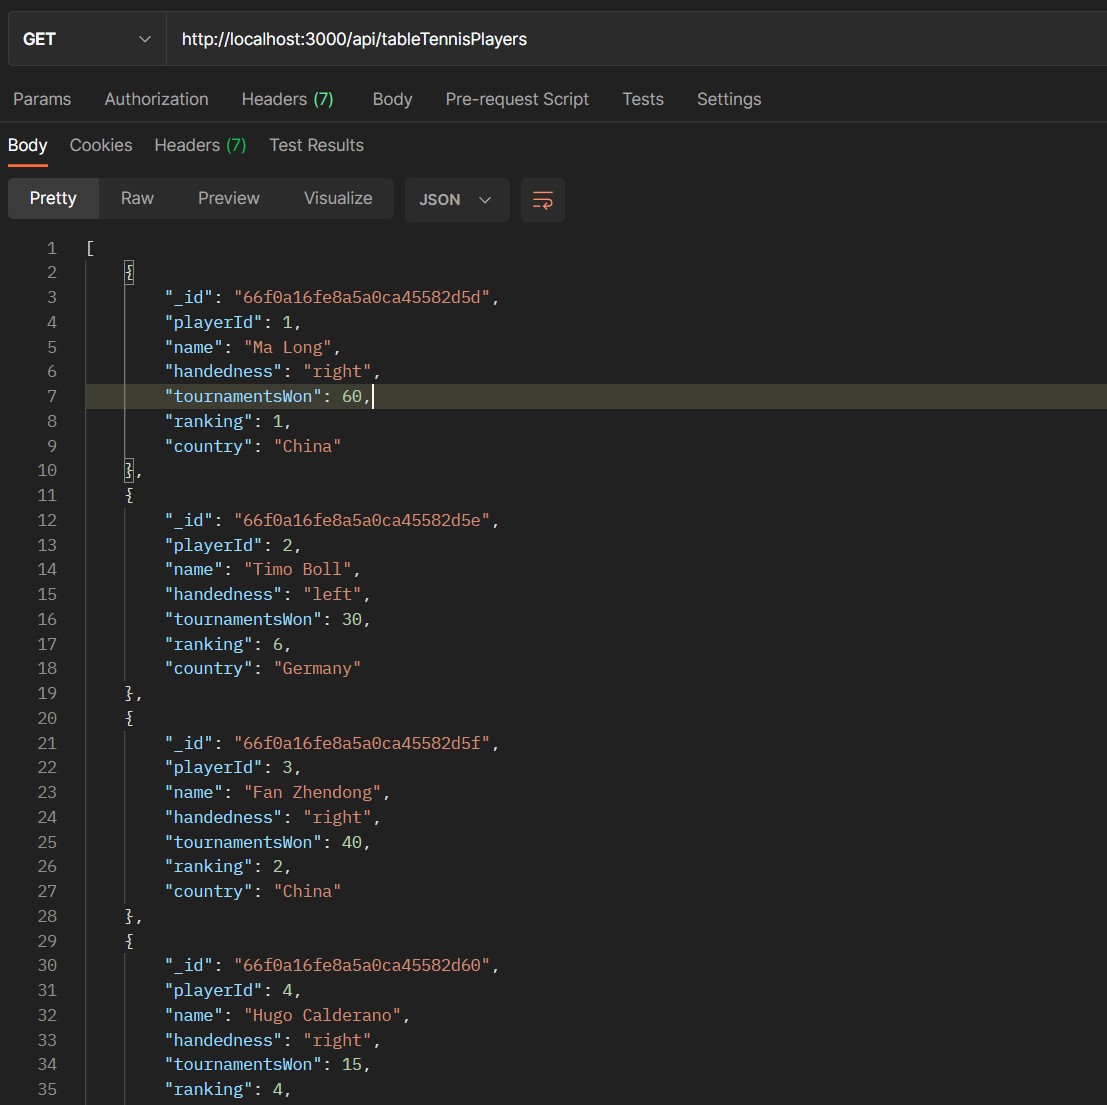 GET http://localhost:3000/api/tableTennisPlayers
Params Authorization Headers (7) Body Pre-request Script Tests Settings
Body Cookies Headers (7) Test Results
Pretty Raw Preview Visualize JSON
1 [
2 {
3 "_id": "66f0a16fe8a5a0ca45582d5d",
4 "playerId": 1,
5 "name": "Ma Long",
6 "handedness": "right",
7 "tournamentsWon": 60,
8 "ranking": 1,
9 "country": "China"
10 },
11 {
12 "_id": "66f0a16fe8a5a0ca45582d5e",
13 "playerId": 2,
14 "name": "Timo Boll",
15 "handedness": "left",
16 "tournamentsWon": 30,
17 "ranking": 6,
18 "country": "Germany"
19 },
20 {
21 "_id": "66f0a16fe8a5a0ca45582d5f",
22 "playerId": 3,
23 "name": "Fan Zhendong",
24 "handedness": "right",
25 "tournamentsWon": 40,
26 "ranking": 2,
27 "country": "China"
28 },
29 {
30 "_id": "66f0a16fe8a5a0ca45582d60",
31 "playerId": 4,
32 "name": "Hugo Calderano",
33 "handedness": "right",
34 "tournamentsWon": 15,
35 "ranking": 4,